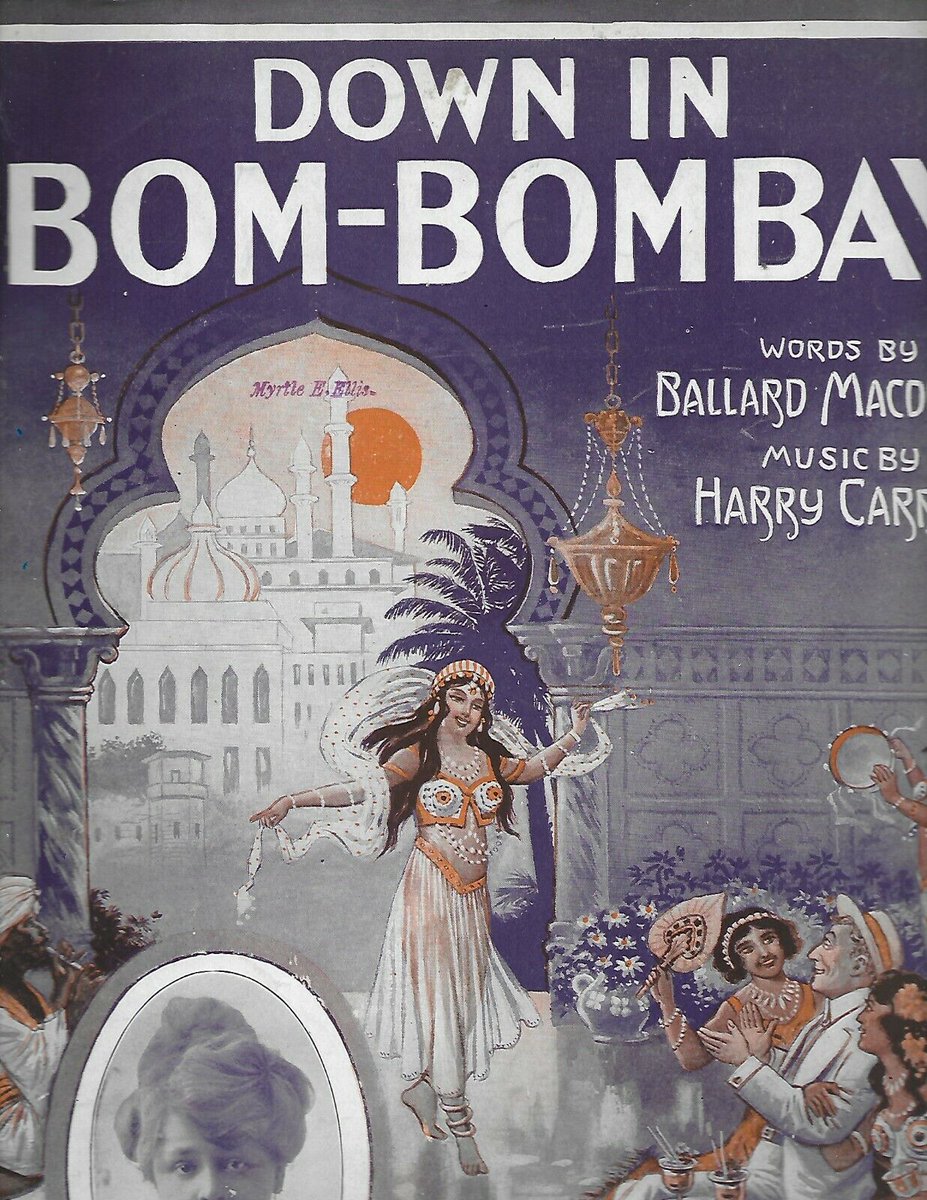 DOWN IN
BOM-BOMBAY
WORDS BY
BALLARD MACD
MUSIC BY
HARRY CARR
Myrtle E. Ellis.